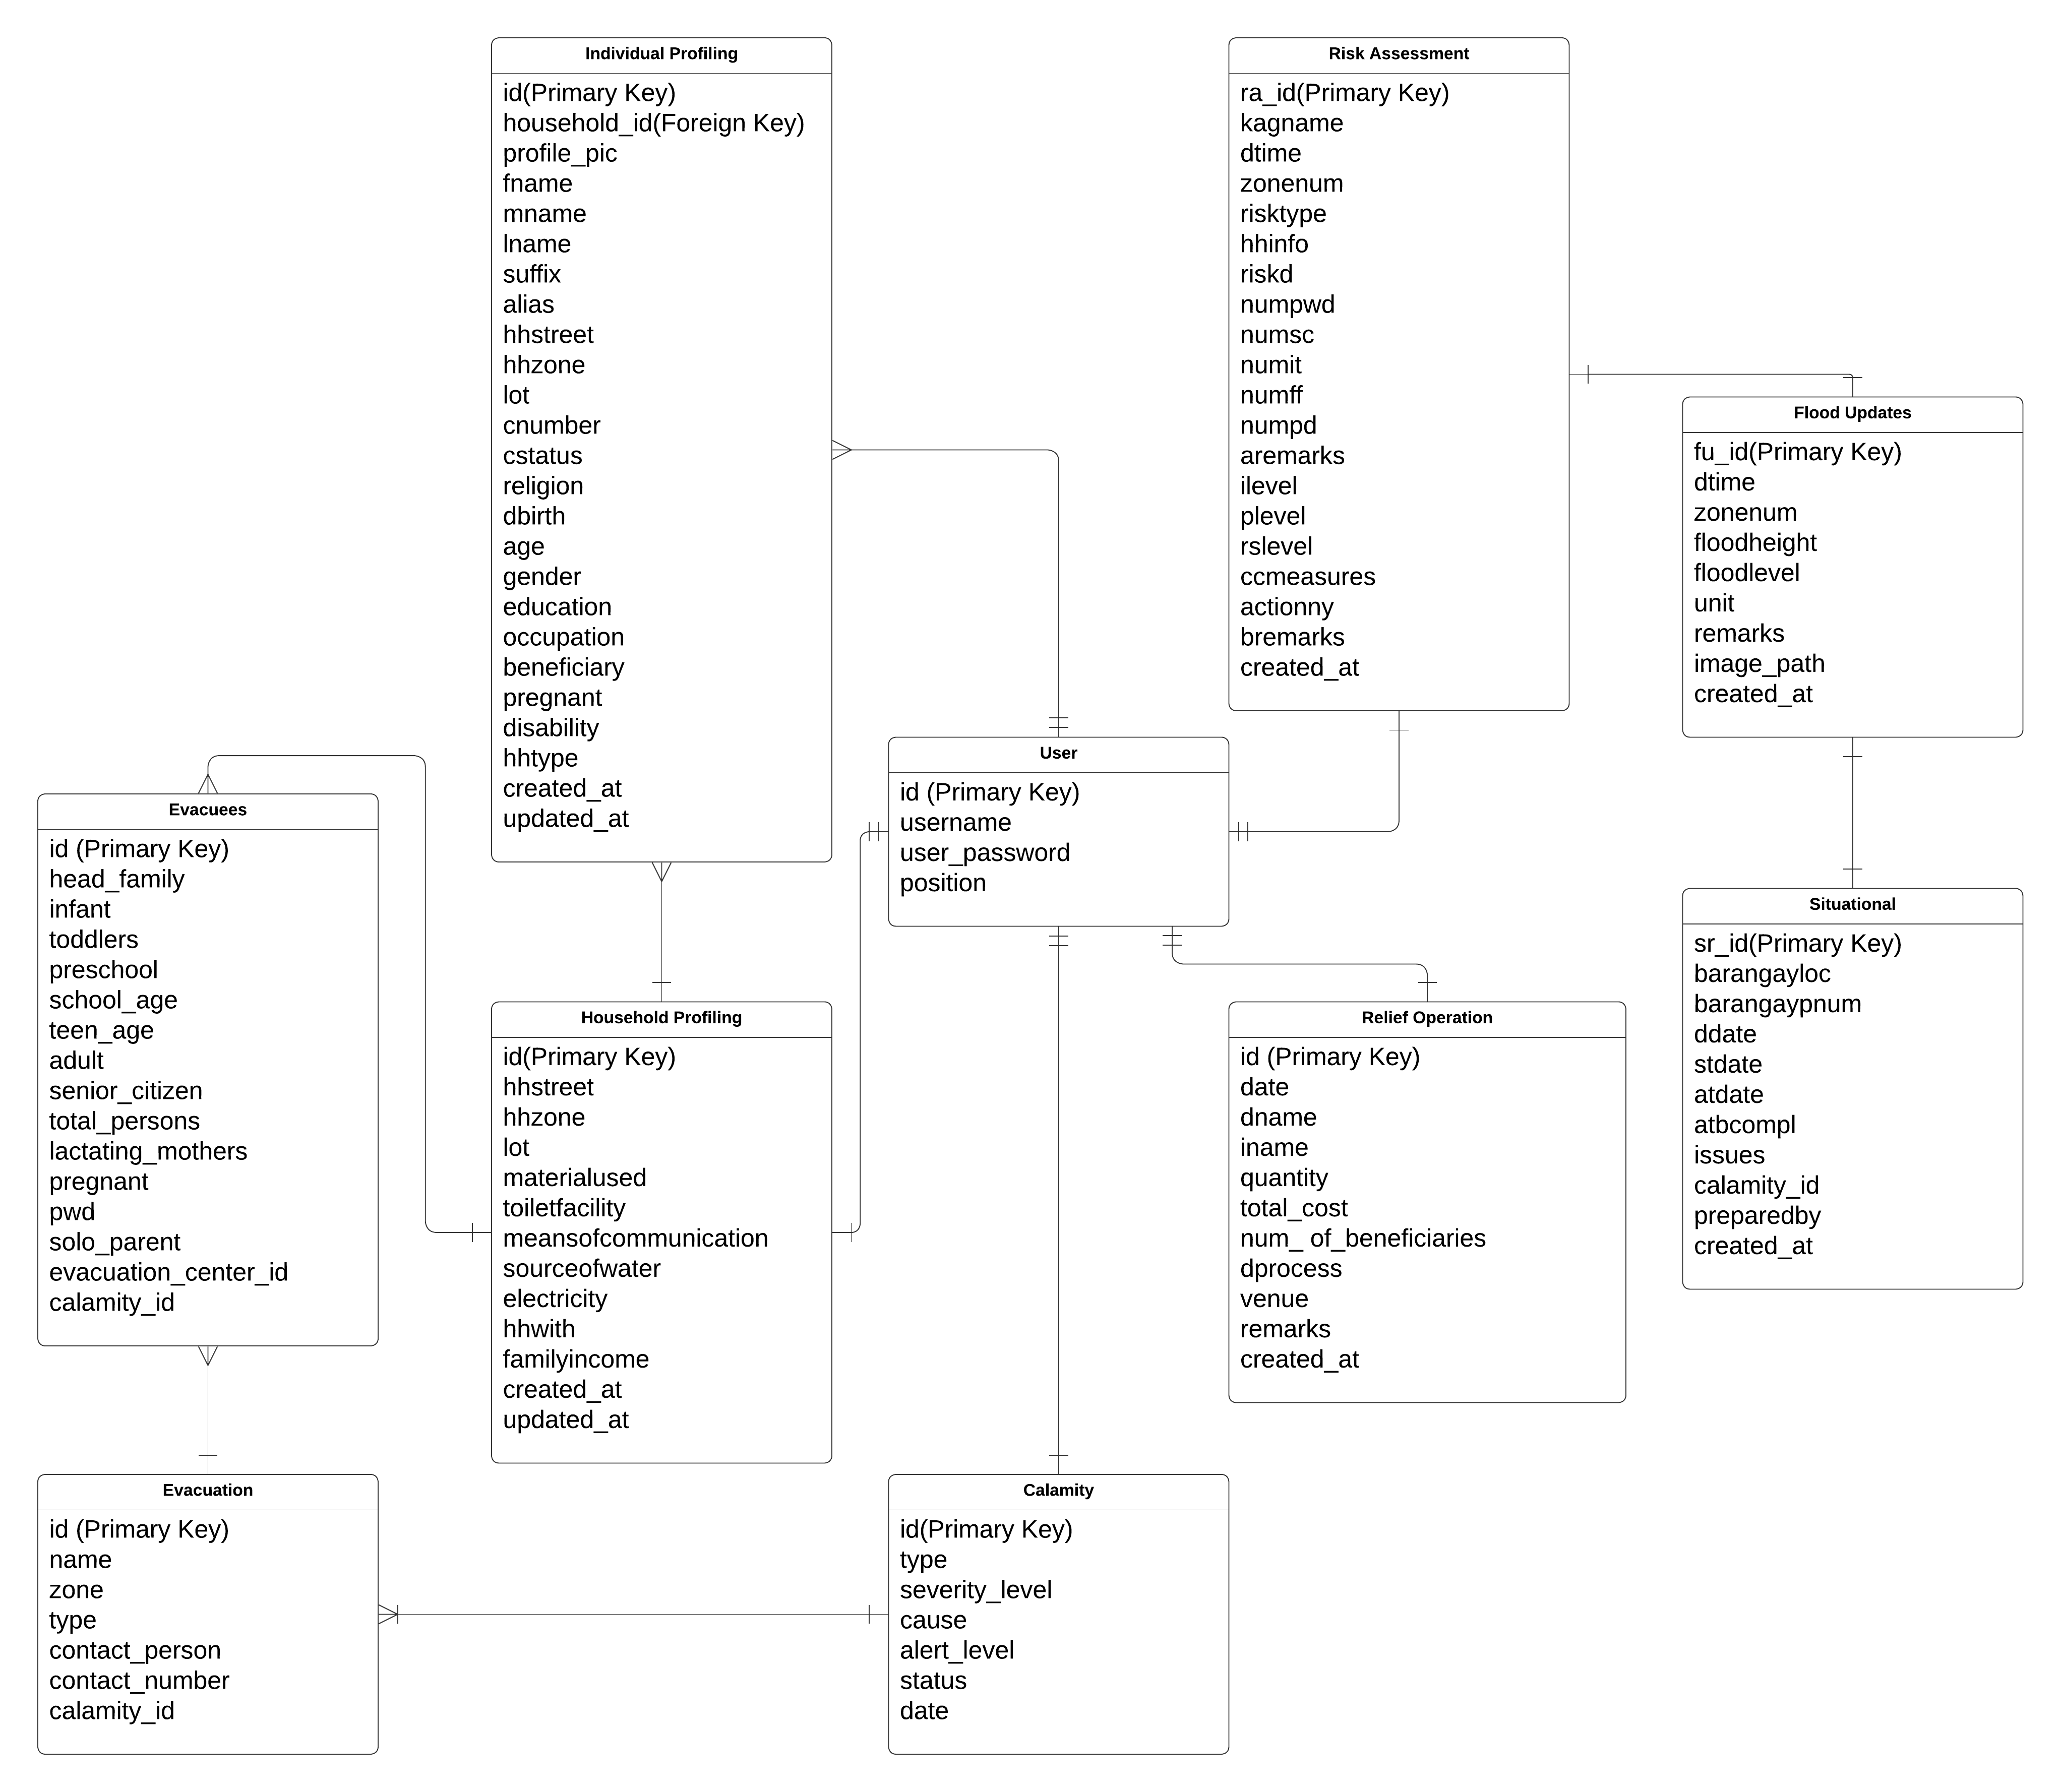 Individual Profiling
id(Primary Key)
household_id(Foreign Key)
profile_pic
fname
mname
lname
suffix
alias
hhstreet
hhzone
lot
cnumber
cstatus
religion
dbirth
age
gender
education
occupation
beneficiary
pregnant
disability
hhtype
created_at
updated_at
Risk Assessment
ra_id(Primary Key)
kagname
dtime
zonenum
risktype
hhinfo
riskd
numpwd
numsc
numit
numff
numpd
aremarks
ilevel
plevel
rslevel
ccmeasures
actionny
bremarks
created_at
Flood Updates
fu_id(Primary Key)
dtime
zonenum
floodheight
floodlevel
unit
remarks
image_path
created_at
User
id (Primary Key)
username
user_password
position
Evacuees
id (Primary Key)
head_family
infant
toddlers
preschool
school_age
teen_age
adult
senior_citizen
total_persons
lactating_mothers
pregnant
pwd
solo_parent
evacuation_center_id
calamity_id
Household Profiling
id(Primary Key)
hhstreet
hhzone
lot
materialused
toiletfacility
meansofcommunication
sourceofwater
electricity
hhwith
familyincome
created_at
updated_at
Relief Operation
id (Primary Key)
date
dname
iname
quantity
total_cost
num_ of_beneficiaries
dprocess
venue
remarks
created_at
Situational
sr_id(Primary Key)
barangayloc
barangaypnum
ddate
stdate
atdate
atbcompl
issues
calamity_id
preparedby
created_at
Evacuation
id (Primary Key)
name
zone
type
contact_person
contact_number
calamity_id
Calamity
id(Primary Key)
type
severity_level
cause
alert_level
status
date